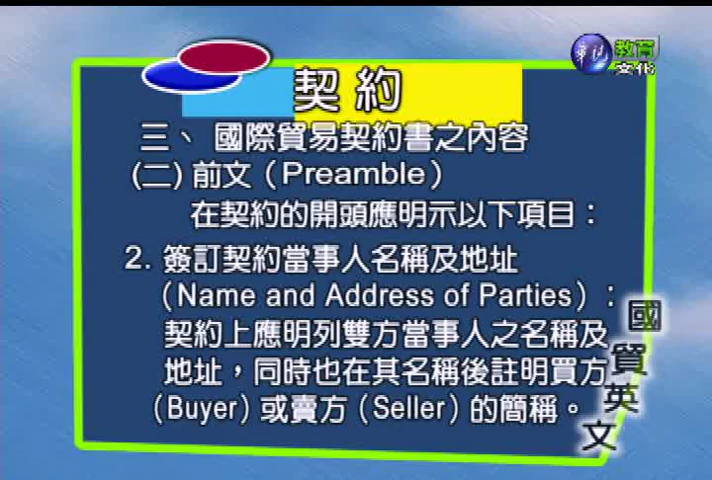 華視
教育
文化
契約
三、國際貿易契約書之內容
(二)前文(Preamble)
在契約的開頭應明示以下項目：
2. 簽訂契約當事人名稱及地址
(Name and Address of Parties)：
契約上應明列雙方當事人之名稱及
地址，同時也在其名稱後註明買方
(Buyer)或賣方(Seller)的簡稱。
國貿英文